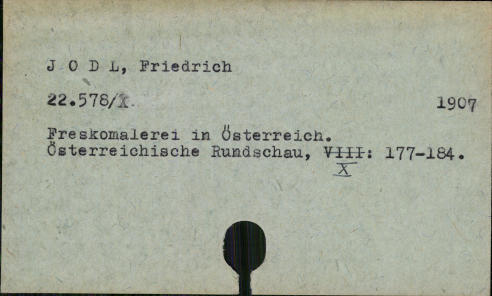 J O D L, Friedrich
22.578/X. 1907
Freskomalerei in Österreich.
Österreichische Rundschau, VIII: 177-184.
X